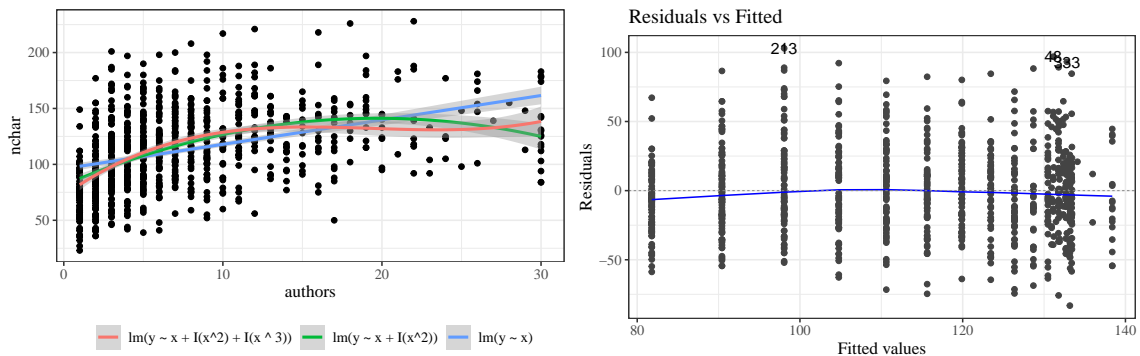 Residuals vs Fitted
200
150
100
50
nchar
0
10
20
30
authors
lm(y ~ x + I(x^2) + I(x ^ 3))
lm(y ~ x + I(x^2))
lm(y ~ x)
100
50
0
−50
Residuals
213
48
383
80
100
120
140
Fitted values